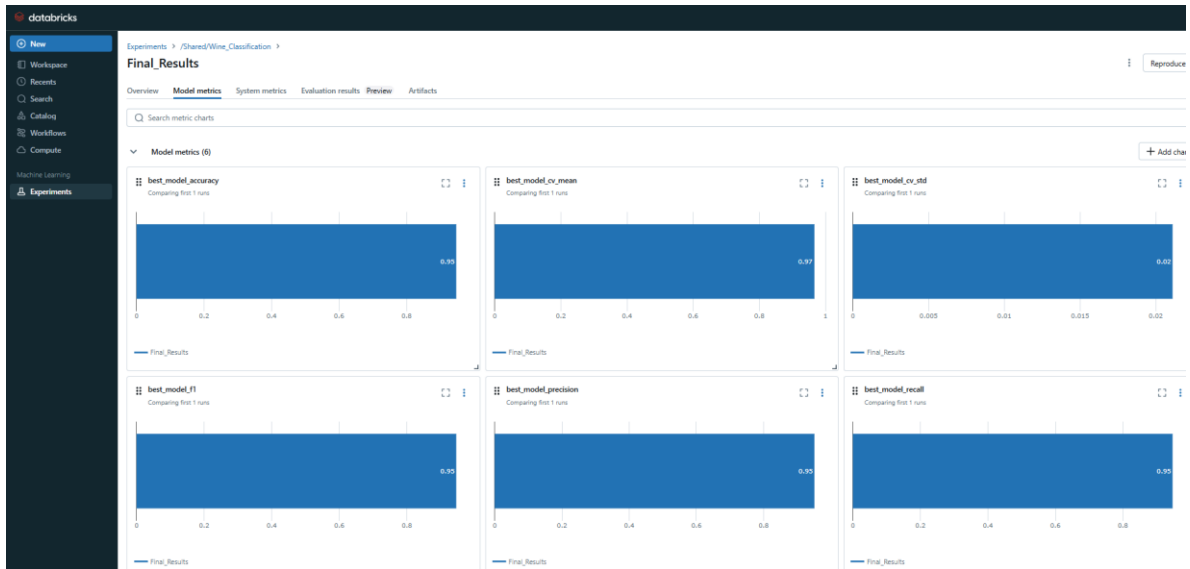 databricks
New
Workspace
Recents
Search
Catalog
Workflows
Compute
Machine Learning
Experiments
Experiments > /Shared/Wine_Classification >
Final_Results
Reproduce
Overview Model metrics System metrics Evaluation results Preview Artifacts
Search metric charts
Model metrics (6)
+ Add char
best_model_accuracy
Comparing first 1 runs
0.95
0 0.2 0.4 0.6 0.8
Final_Results
best_model_cv_mean
Comparing first 1 runs
0.97
0 0.2 0.4 0.6 0.8 1
Final_Results
best_model_cv_std
Comparing first 1 runs
0.02
0 0.005 0.01 0.015 0.02
Final_Results
best_model_f1
Comparing first 1 runs
0.95
0 0.2 0.4 0.6 0.8
Final_Results
best_model_precision
Comparing first 1 runs
0.95
0 0.2 0.4 0.6 0.8
Final_Results
best_model_recall
Comparing first 1 runs
0.95
0 0.2 0.4 0.6 0.8
Final_Results